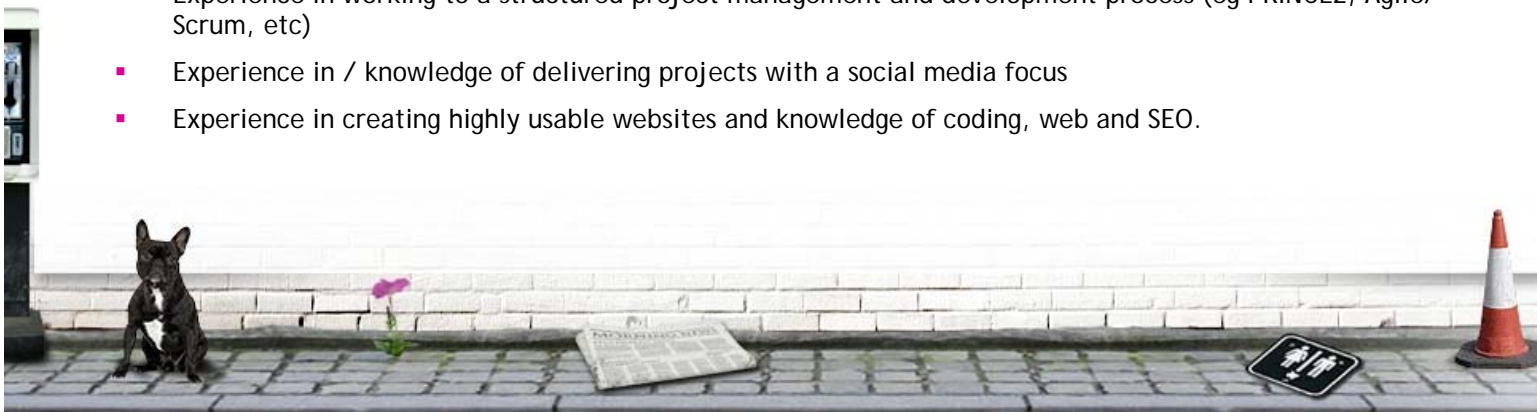 Experience in working to a structured project management and development process (eg PRINCE2, Agile/
Scrum, etc)
▪ Experience in / knowledge of delivering projects with a social media focus
▪ Experience in creating highly usable websites and knowledge of coding, web and SEO.
MORNING